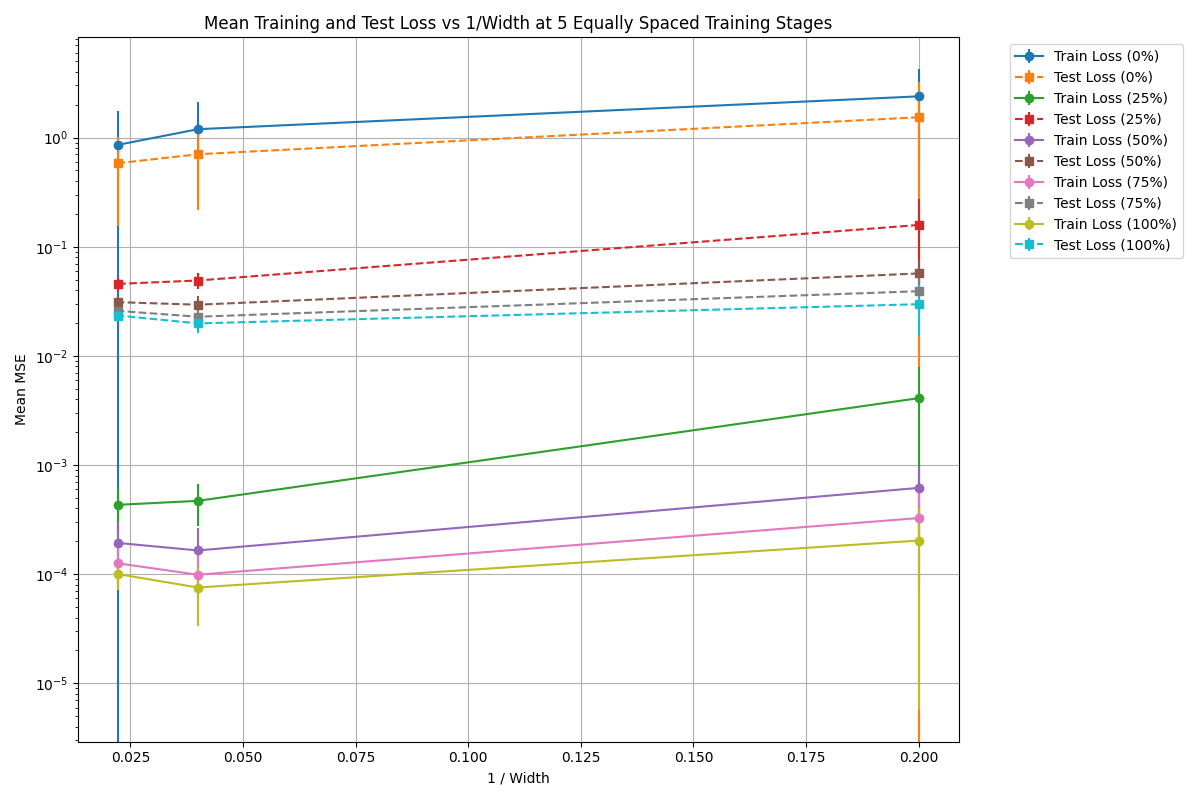 Mean Training and Test Loss vs 1/Width at 5 Equally Spaced Training Stages
Mean MSE
10⁰
10⁻¹
10⁻²
10⁻³
10⁻⁴
10⁻⁵
0.025 0.050 0.075 0.100 0.125 0.150 0.175 0.200
1 / Width
Train Loss (0%)
Test Loss (0%)
Train Loss (25%)
Test Loss (25%)
Train Loss (50%)
Test Loss (50%)
Train Loss (75%)
Test Loss (75%)
Train Loss (100%)
Test Loss (100%)